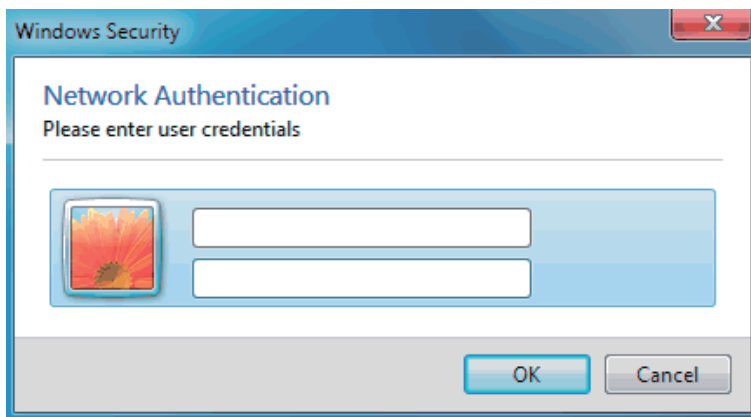 Windows Security
Network Authentication
Please enter user credentials
OK
Cancel